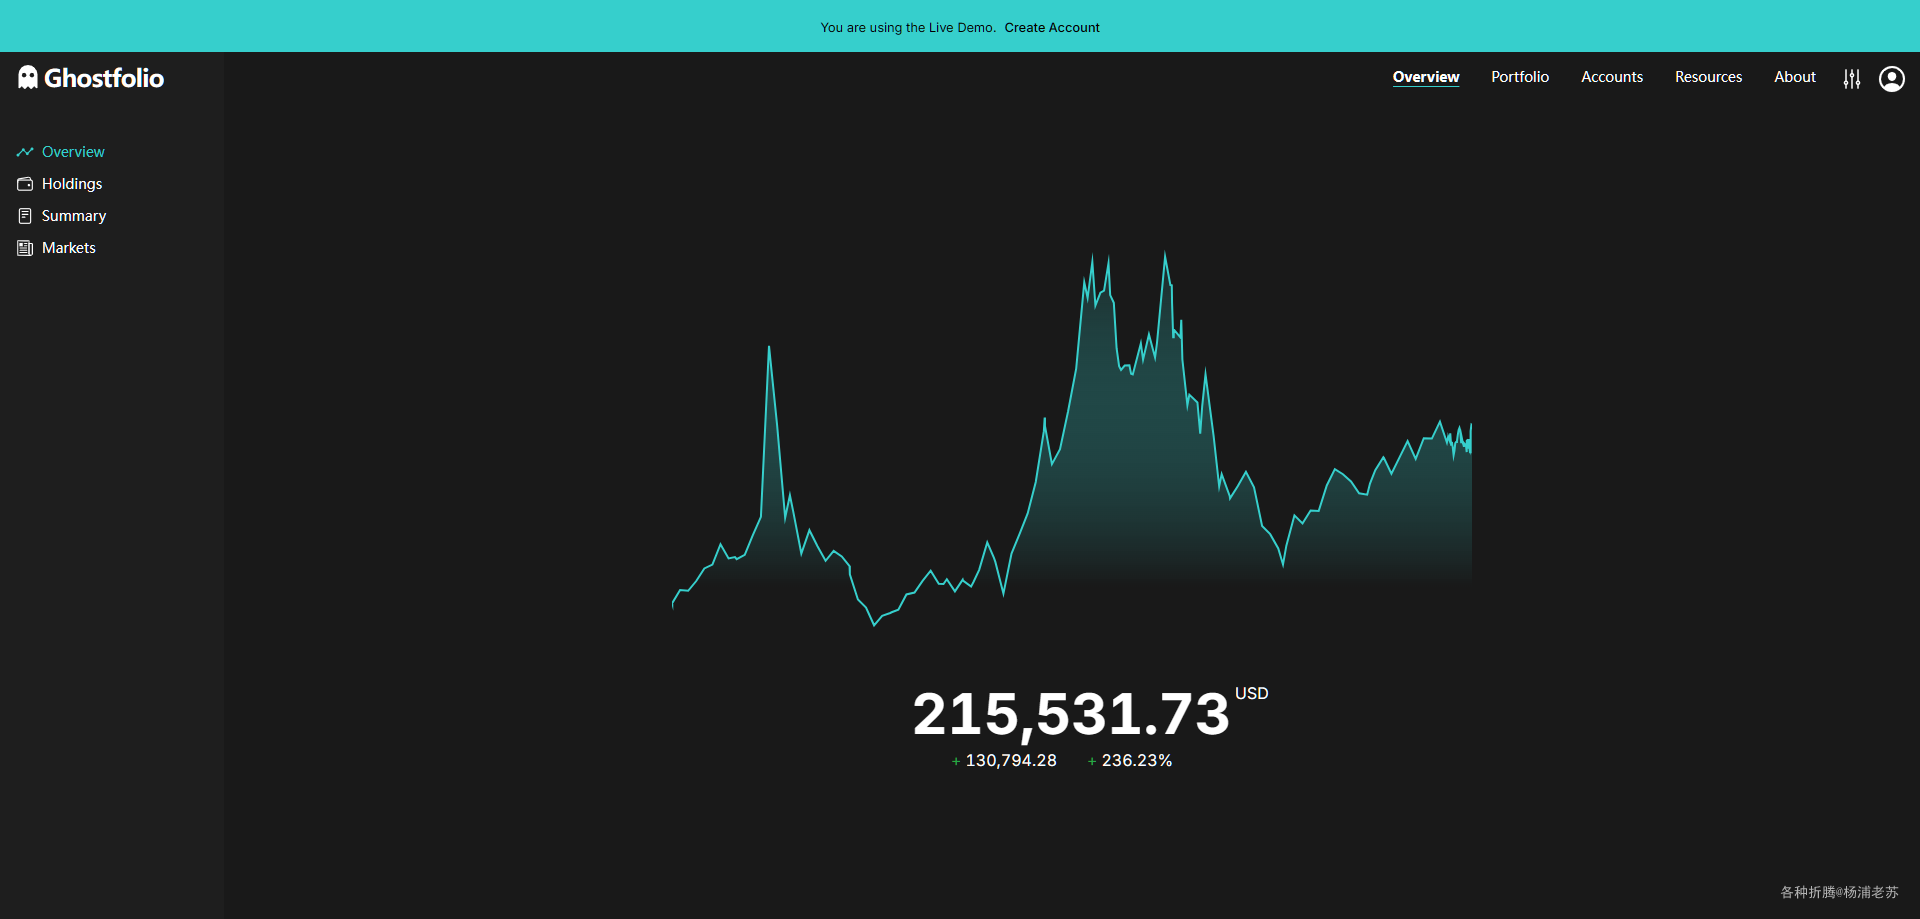 You are using the Live Demo. Create Account
Ghostfolio
Overview Portfolio Accounts Resources About
Overview
Holdings
Summary
Markets
215,531.73 USD
+ 130,794.28 + 236.23%
各种折腾@杨浦老苏